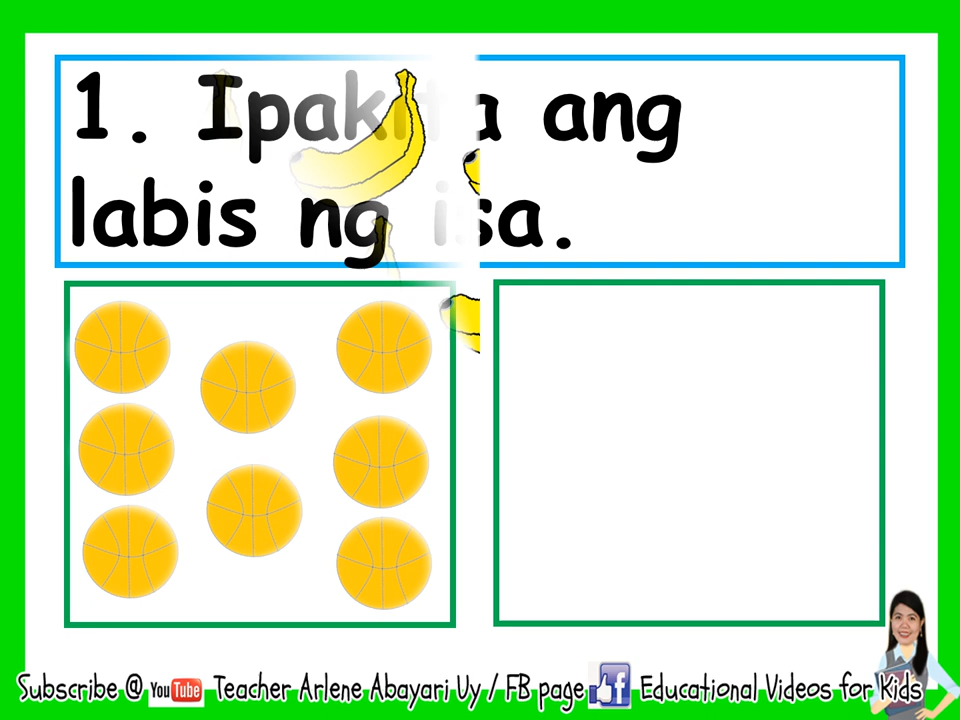 1. Ipakita ang
labis ng isa.
Subscribe @ YouTube Teacher Arlene Abayari Uy / FB page f Educational Videos for Kids